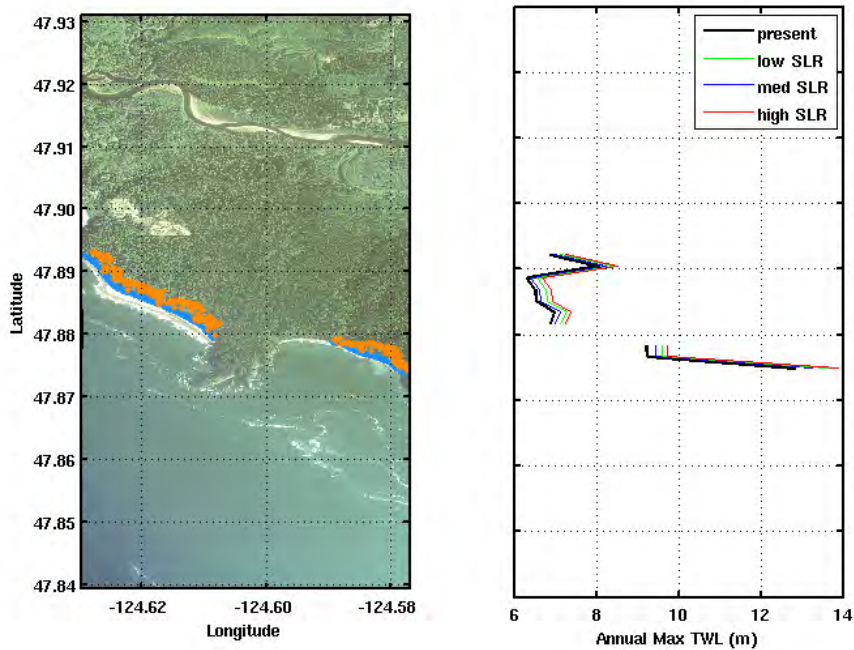 47.93
47.92
47.91
47.90
47.89
47.88
47.87
47.86
47.85
47.84
Latitude
-124.62
-124.60
-124.58
Longitude
present
low SLR
med SLR
high SLR
6
8
10
12
14
Annual Max TWL (m)